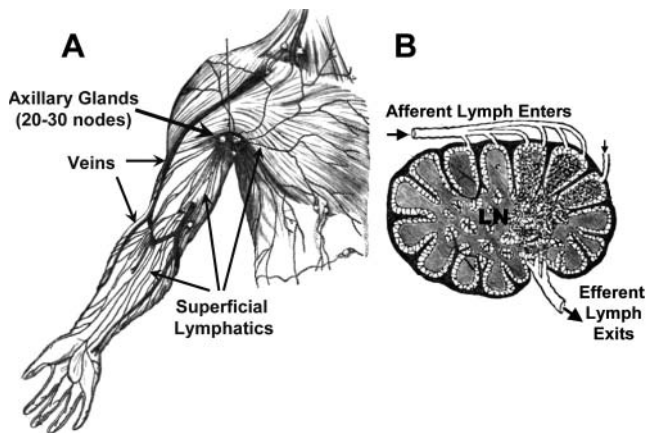 A
Axillary Glands
(20-30 nodes)
Veins
Superficial
Lymphatics
B
Afferent Lymph Enters
LN
Efferent
Lymph
Exits